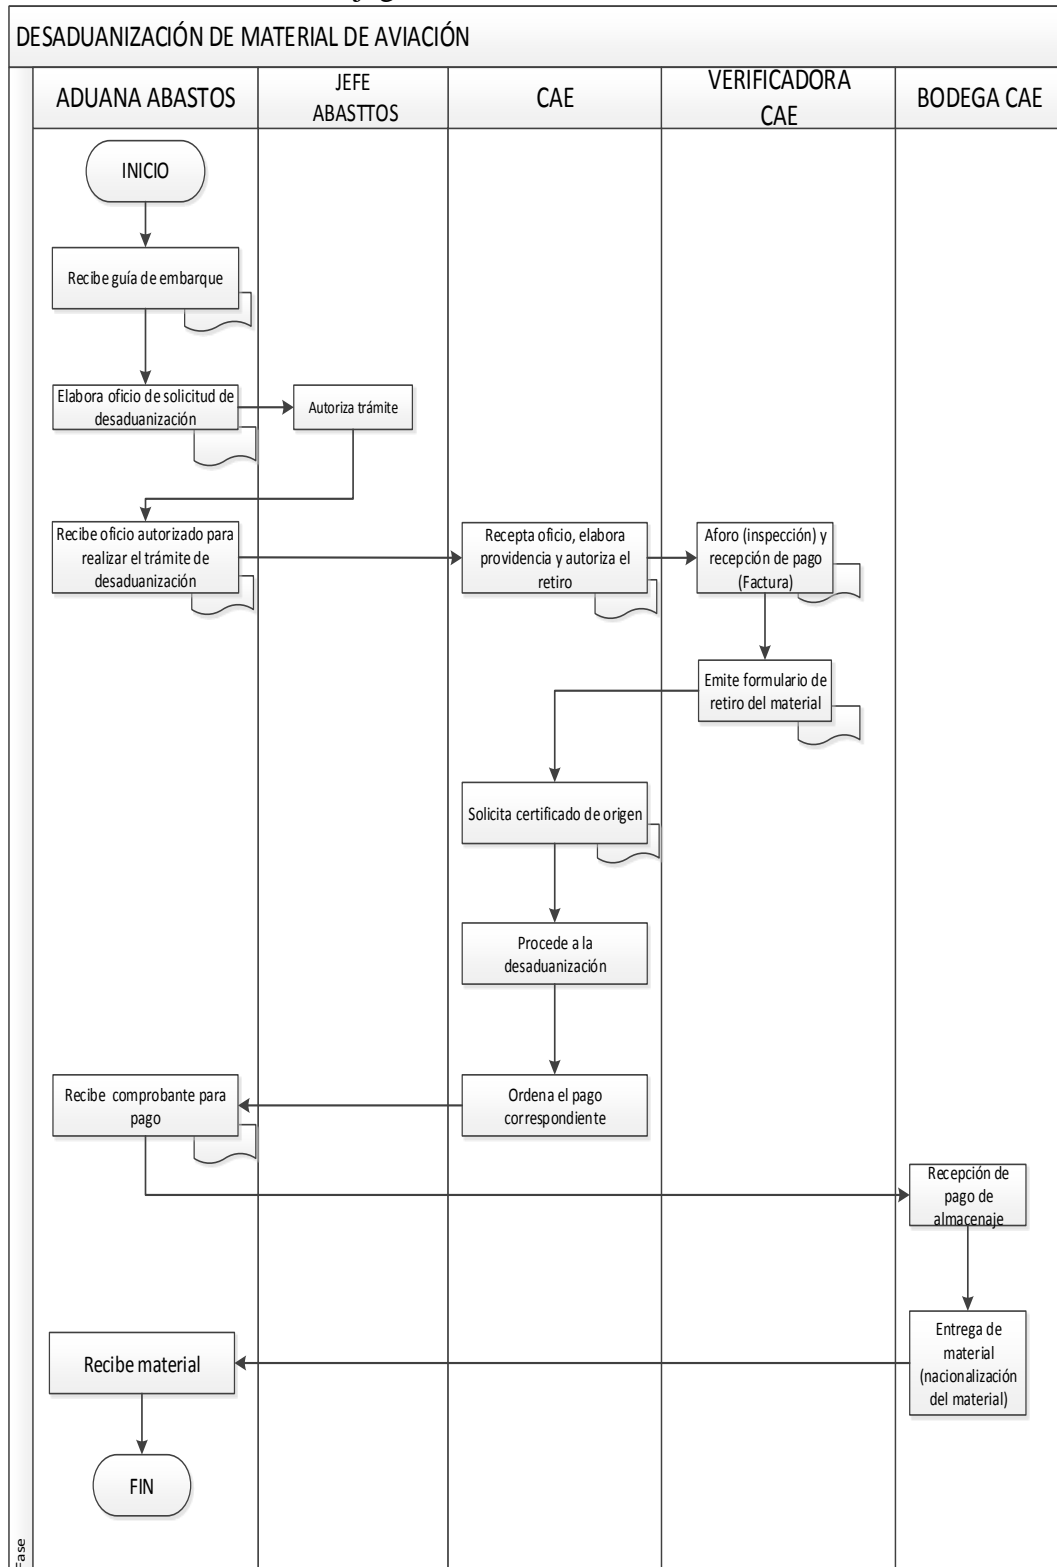 DESADUANIZACIÓN DE MATERIAL DE AVIACIÓN
ADUANA ABASTOS
JEFE
ABASTTOS
CAE
VERIFICADORA
CAE
BODEGA CAE
INICIO
Recibe guía de embarque
Elabora oficio de solicitud de
desaduanización
Autoriza trámite
Recibe oficio autorizado para
realizar el trámite de
desaduanización
Recepta oficio, elabora
providencia y autoriza el
retiro
Aforo (inspección) y
recepción de pago
(Factura)
Emite formulario de
retiro del material
Solicita certificado de origen
Procede a la
desaduanización
Ordena el pago
correspondiente
Recibe comprobante para
pago
Recepción de
pago de
almacenaje
Entrega de
material
(nacionalización
del material)
Recibe material
FIN
Fase